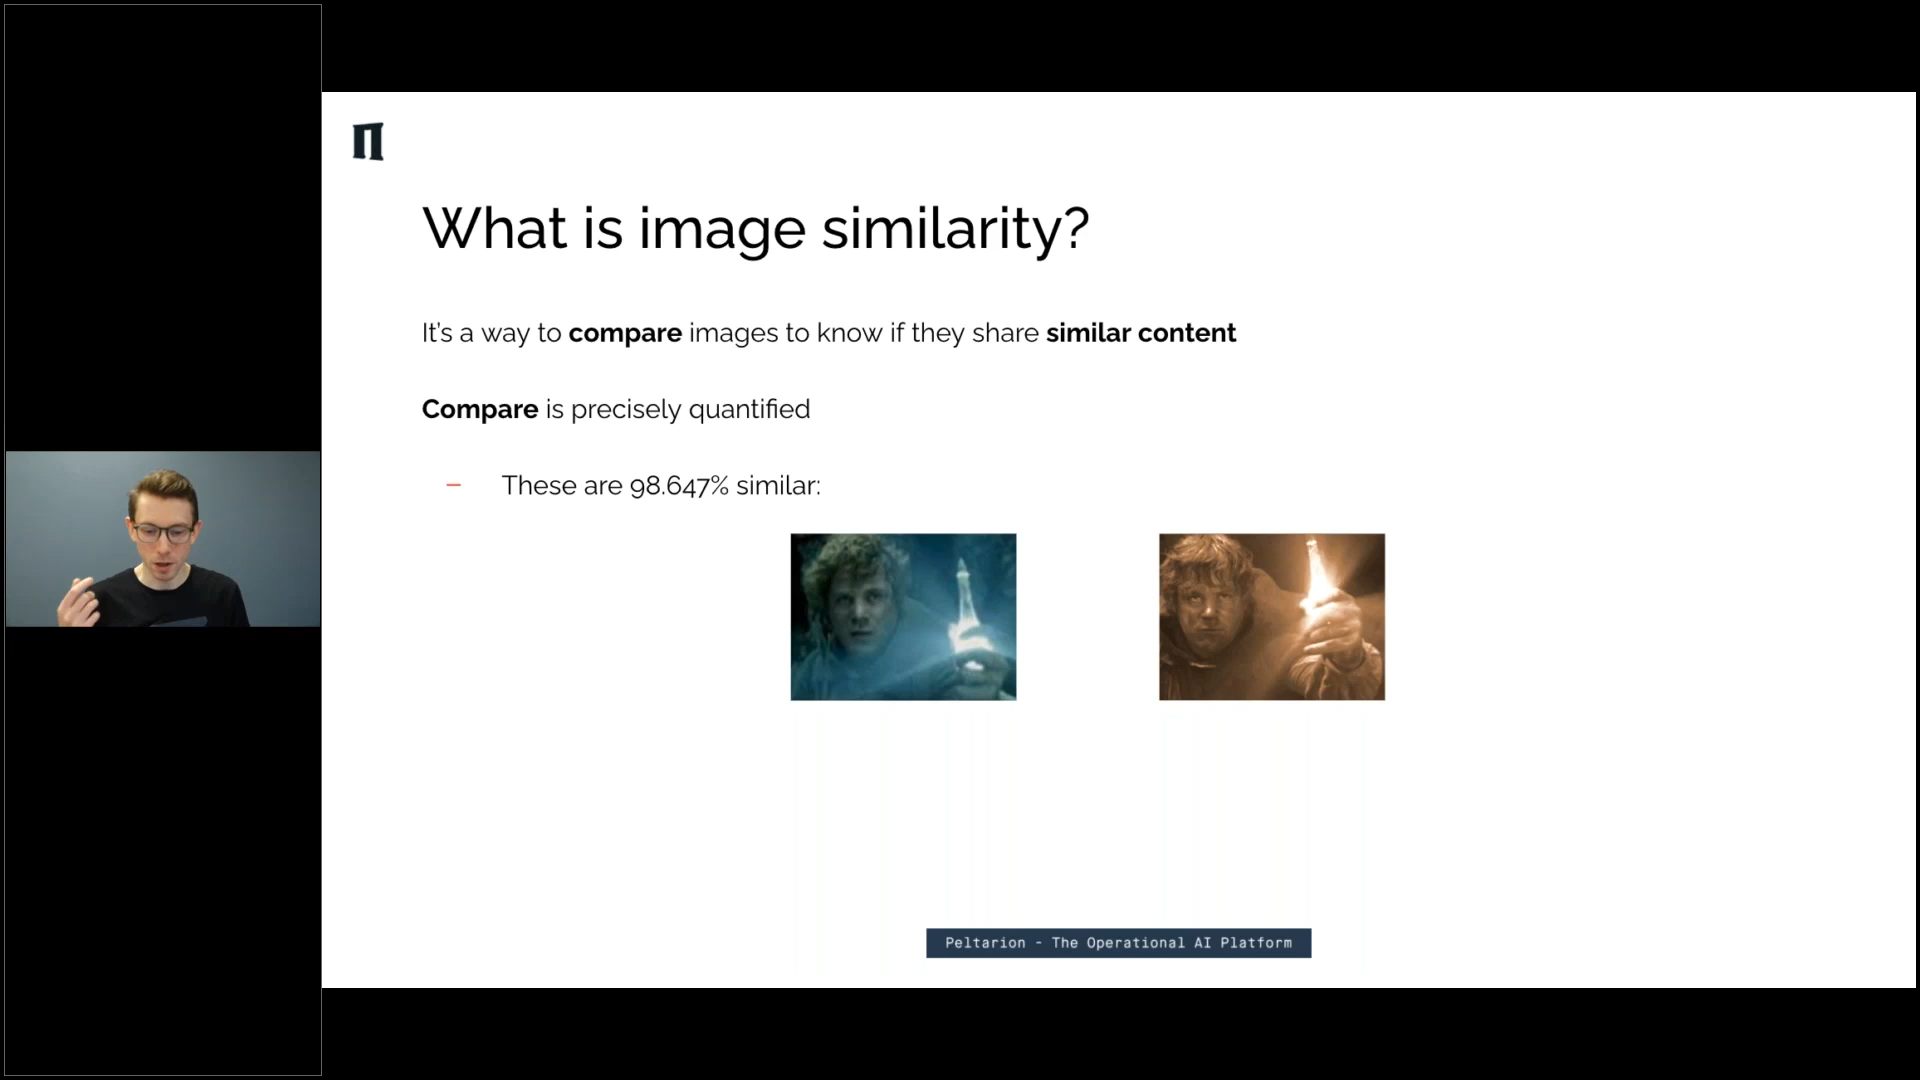 What is image similarity?
It's a way to compare images to know if they share similar content
Compare is precisely quantified
– These are 98.647% similar:
Peltarion - The Operational AI Platform